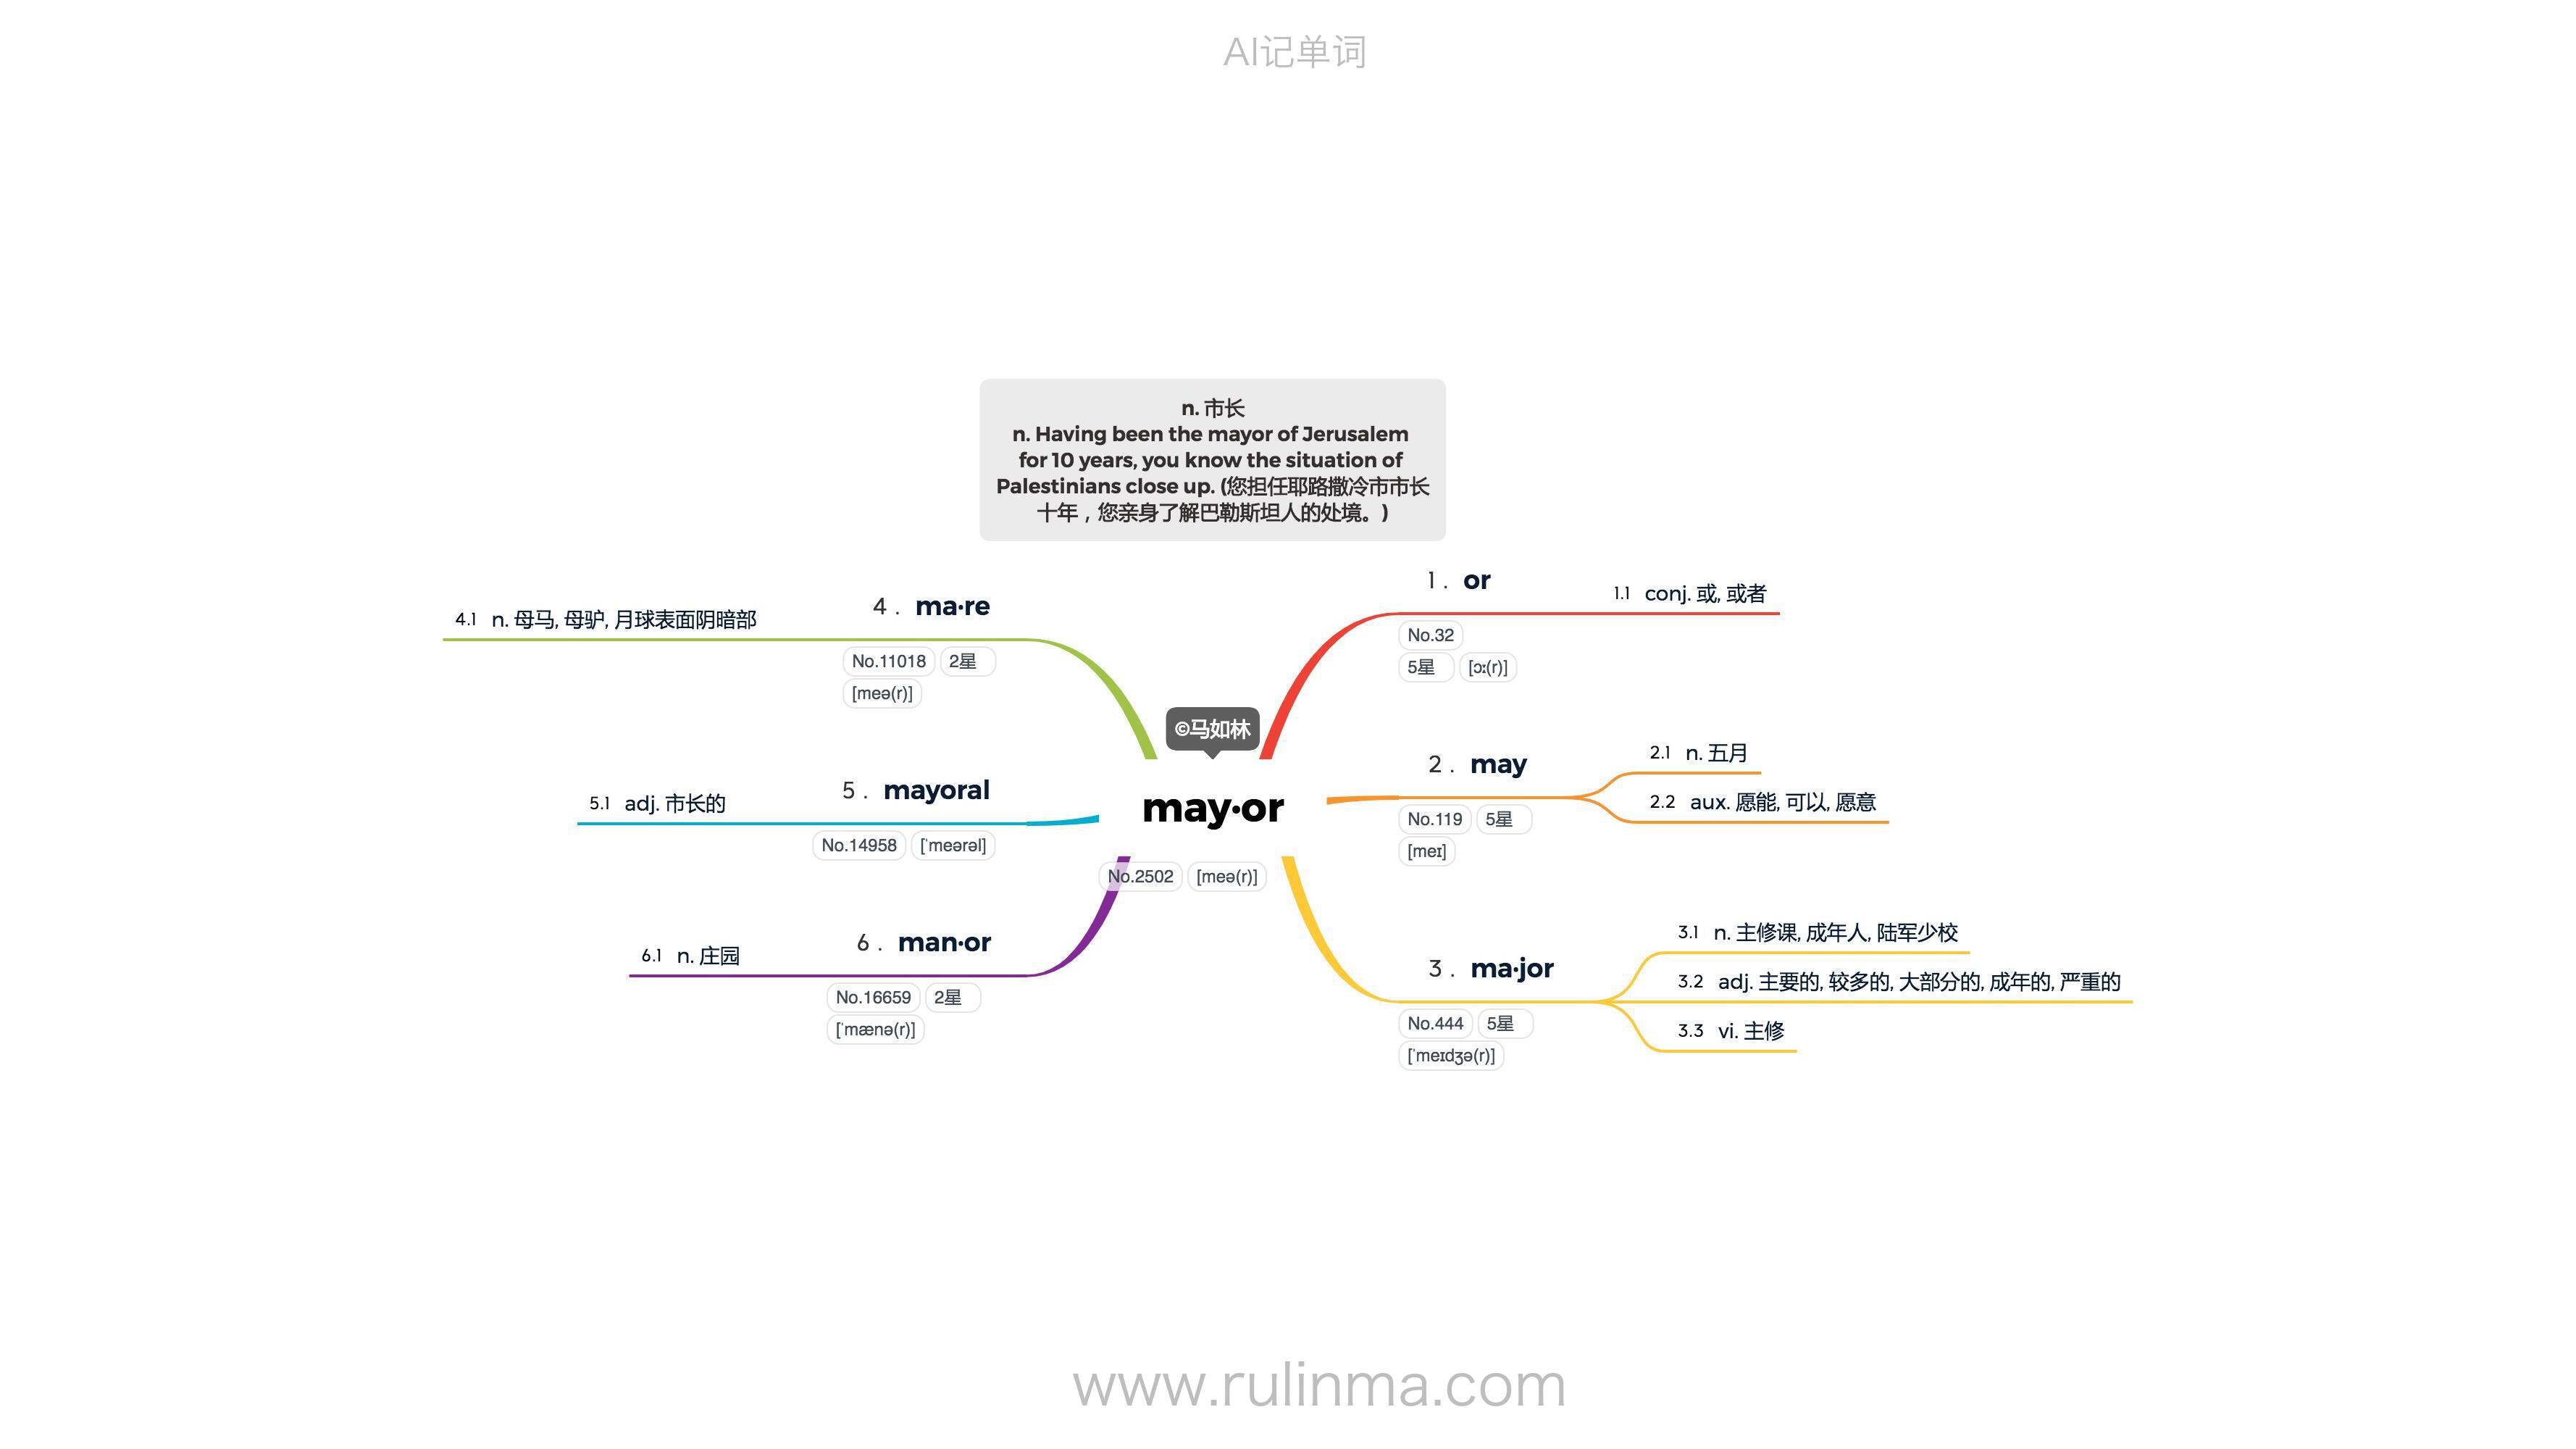 AI记单词
n. 市长
n. Having been the mayor of Jerusalem
for 10 years, you know the situation of
Palestinians close up. (您担任耶路撒冷市市长
十年，您亲身了解巴勒斯坦人的处境。)
©马如林
may·or
No.2502 [meə(r)]
1 . or
1.1 conj. 或, 或者
No.32
5星 [ɔː(r)]
2 . may
2.1 n. 五月
2.2 aux. 愿能, 可以, 愿意
No.119 5星
[meɪ]
3 . ma·jor
3.1 n. 主修课, 成年人, 陆军少校
3.2 adj. 主要的, 较多的, 大部分的, 成年的, 严重的
3.3 vi. 主修
No.444 5星
[ˈmeɪdʒə(r)]
4 . ma·re
4.1 n. 母马, 母驴, 月球表面阴暗部
No.11018 2星
[meə(r)]
5 . mayoral
5.1 adj. 市长的
No.14958 [ˈmeərəl]
6 . man·or
6.1 n. 庄园
No.16659 2星
[ˈmænə(r)]
www.rulinma.com